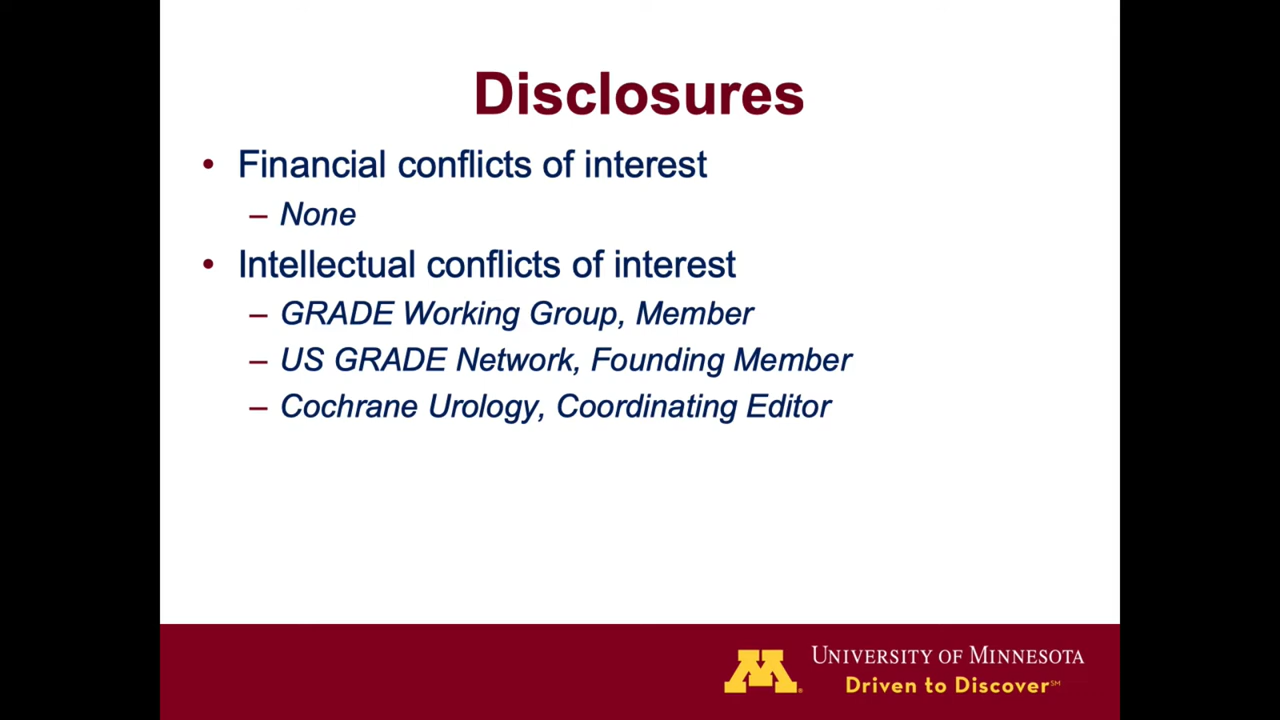 Disclosures
• Financial conflicts of interest
– None
• Intellectual conflicts of interest
– GRADE Working Group, Member
– US GRADE Network, Founding Member
– Cochrane Urology, Coordinating Editor
M® UNIVERSITY OF MINNESOTA
Driven to Discover℠